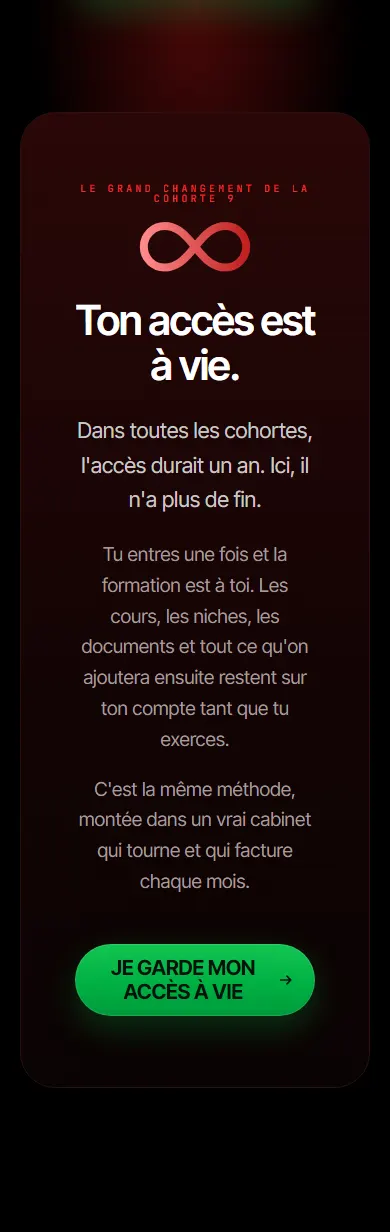 LE GRAND CHANGEMENT DE LA
COHORTE 9
Ton accès est
à vie.
Dans toutes les cohortes,
l'accès durait un an. Ici, il
n'a plus de fin.
Tu entres une fois et la
formation est à toi. Les
cours, les niches, les
documents et tout ce qu'on
ajoutera ensuite restent sur
ton compte tant que tu
exerces.
C'est la même méthode,
montée dans un vrai cabinet
qui tourne et qui facture
chaque mois.
JE GARDE MON
ACCÈS À VIE →